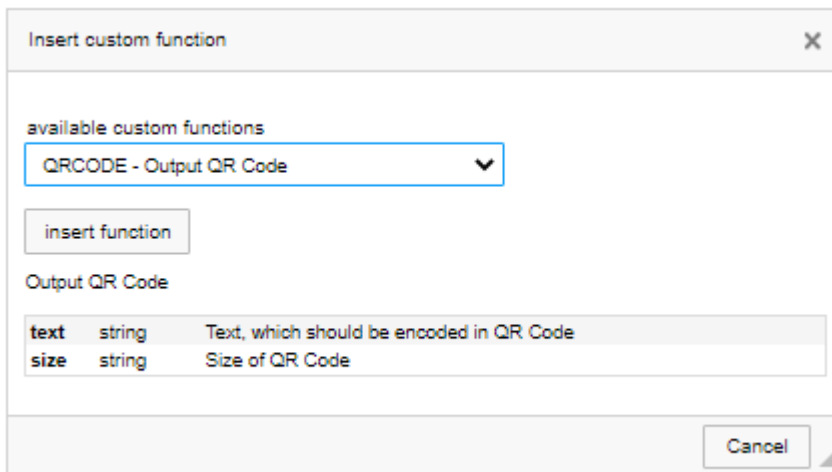 Insert custom function
available custom functions
QRCODE - Output QR Code
insert function
Output QR Code
text string Text, which should be encoded in QR Code
size string Size of QR Code
Cancel